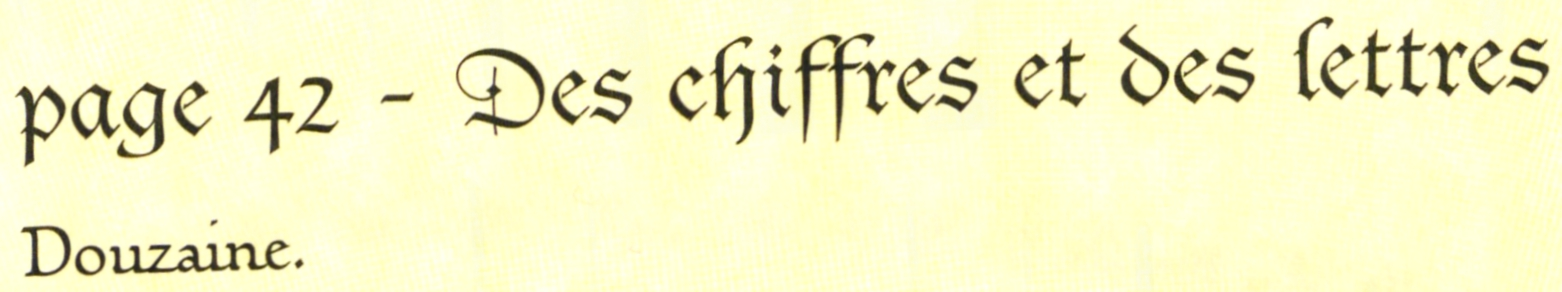 page 42 - Des chiffres et des lettres
Douzaine.